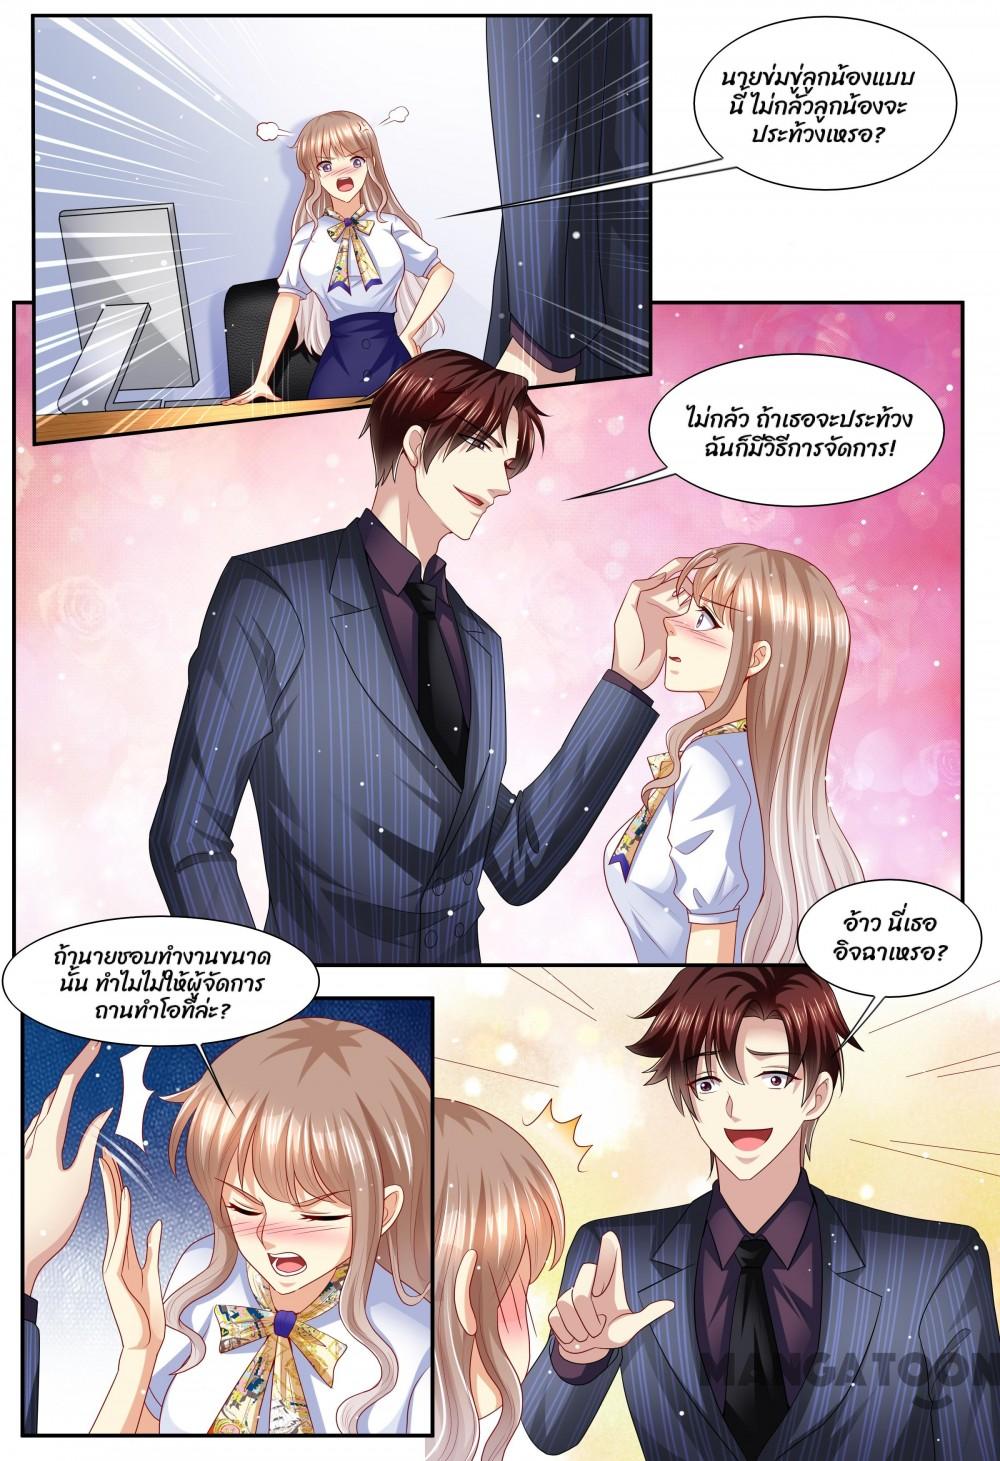 นายข่มขู่ลูกน้องแบบ
นี้ ไม่กลัวลูกน้องจะ
ประท้วงเหรอ?
ไม่กลัว ถ้าเธอจะประท้วง
ฉันก็มีวิธีการจัดการ!
ถ้านายชอบทำงานขนาด
นั้น ทำไมไม่ให้ผู้จัดการ
ถานทำโอทีล่ะ?
อ้าว นี่เธอ
อิจฉาเหรอ?
MANGATOON